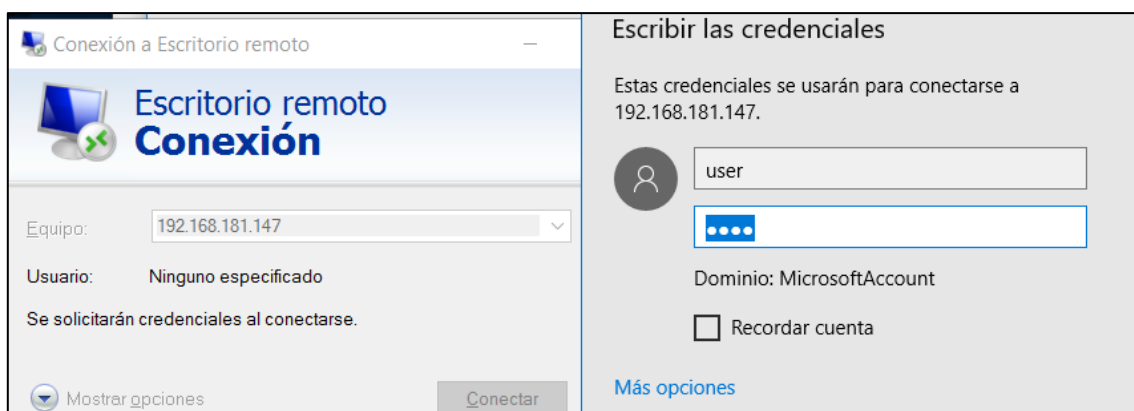 Conexión a Escritorio remoto
Escritorio remoto
Conexión
Equipo:
192.168.181.147
Usuario: Ninguno especificado
Se solicitarán credenciales al conectarse.
Mostrar opciones
Conectar
Escribir las credenciales
Estas credenciales se usarán para conectarse a
192.168.181.147.
user
••••
Dominio: MicrosoftAccount
Recordar cuenta
Más opciones